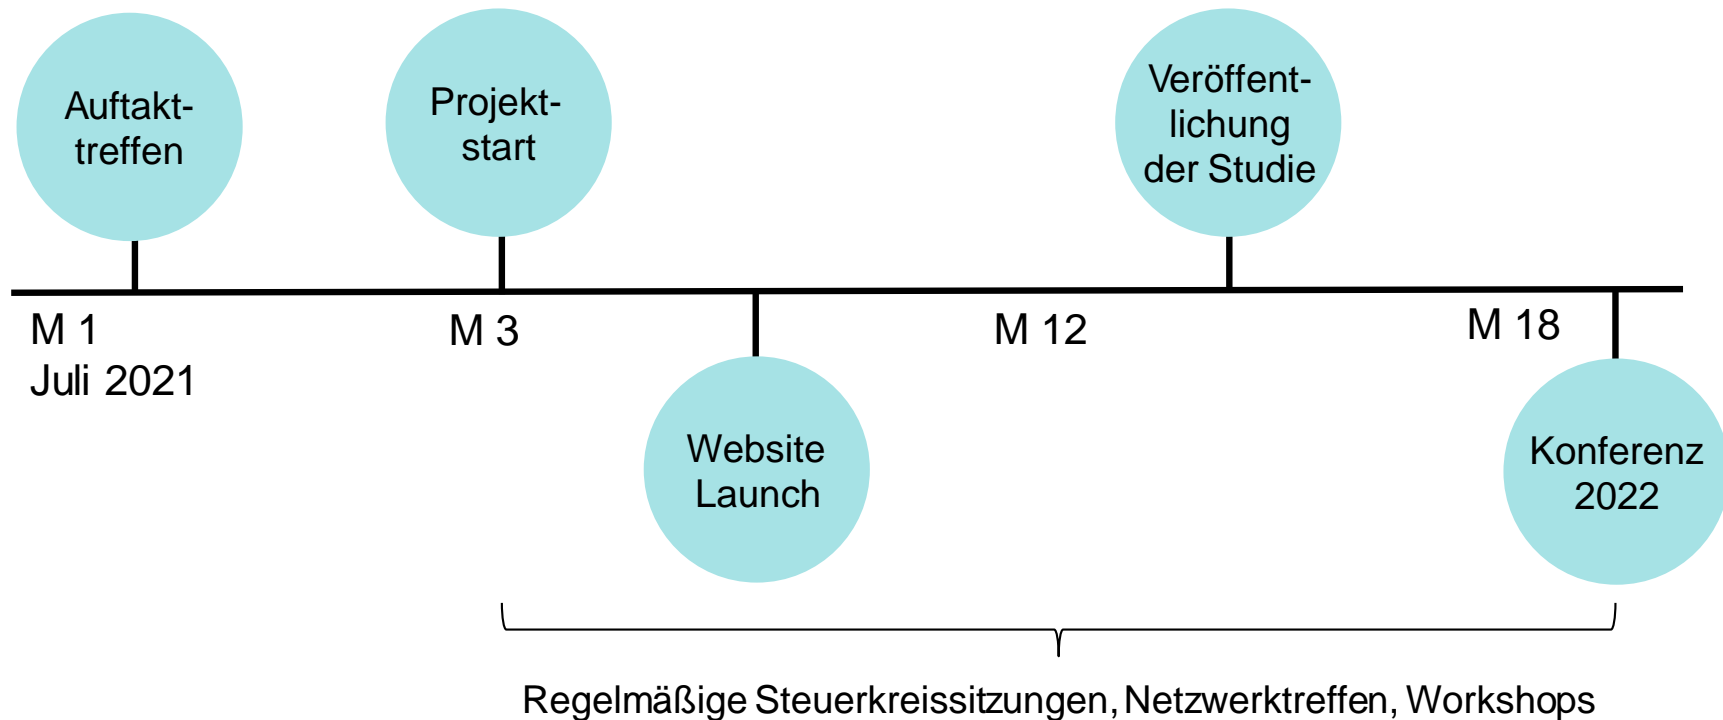 Auftakt-
treffen
Projekt-
start
Veröffent-
lichung
der Studie
M 1
Juli 2021
M 3
M 12
M 18
Website
Launch
Konferenz
2022
Regelmäßige Steuerkreissitzungen, Netzwerktreffen, Workshops